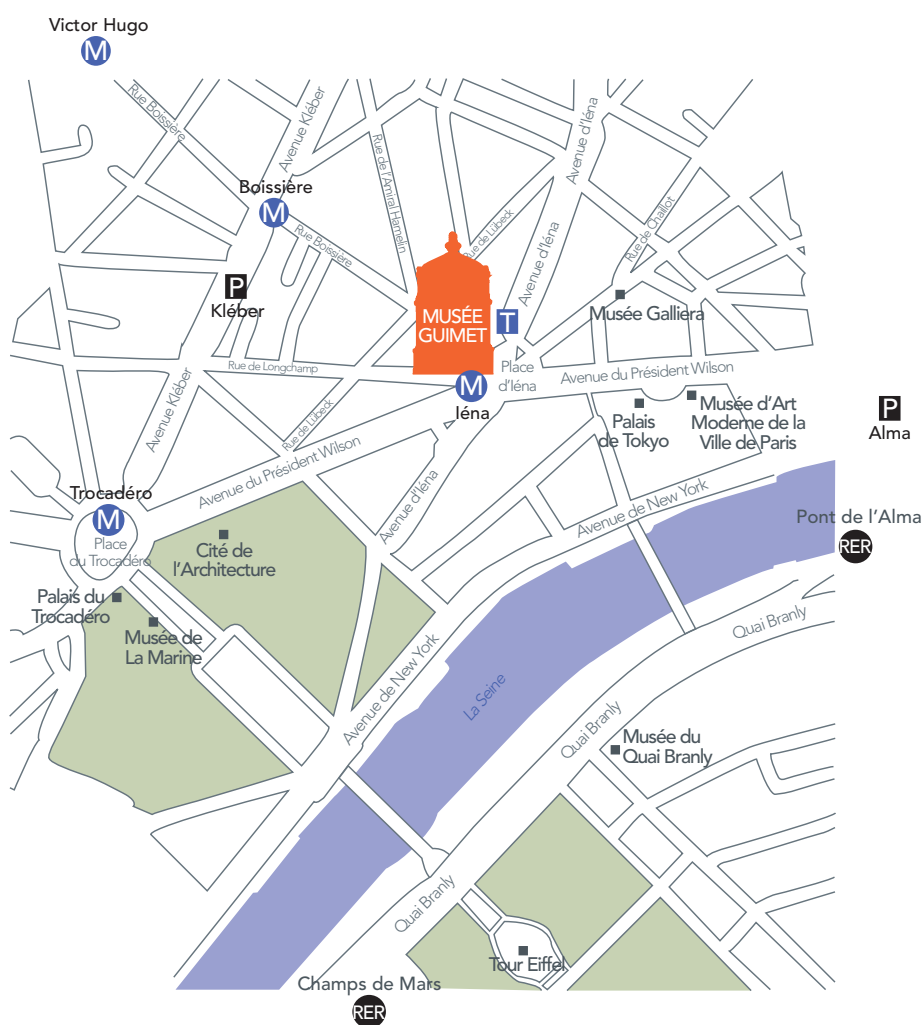 Victor Hugo
M
Rue Boissière
Avenue Kléber
Rue de l'Amiral Hamelin
Avenue d'Iéna
Boissière
M
Rue Boissière
Rue de Lübeck
Avenue d'Iéna
Rue de Chaillot
P
Kléber
MUSÉE
GUIMET
T
Musée Galliera
Rue de Longchamp
Place
d'Iéna
Avenue du Président Wilson
M
Iéna
Avenue Kléber
Rue de Lübeck
Palais
de Tokyo
Musée d'Art
Moderne de la
Ville de Paris
P
Alma
Avenue du Président Wilson
Avenue d'Iéna
Avenue de New York
Trocadéro
M
Place
du Trocadéro
Cité de
l'Architecture
Pont de l'Alma
RER
Palais du
Trocadéro
Musée de
La Marine
Avenue de New York
La Seine
Quai Branly
Quai Branly
Musée du
Quai Branly
Quai Branly
Tour Eiffel
Champs de Mars
RER